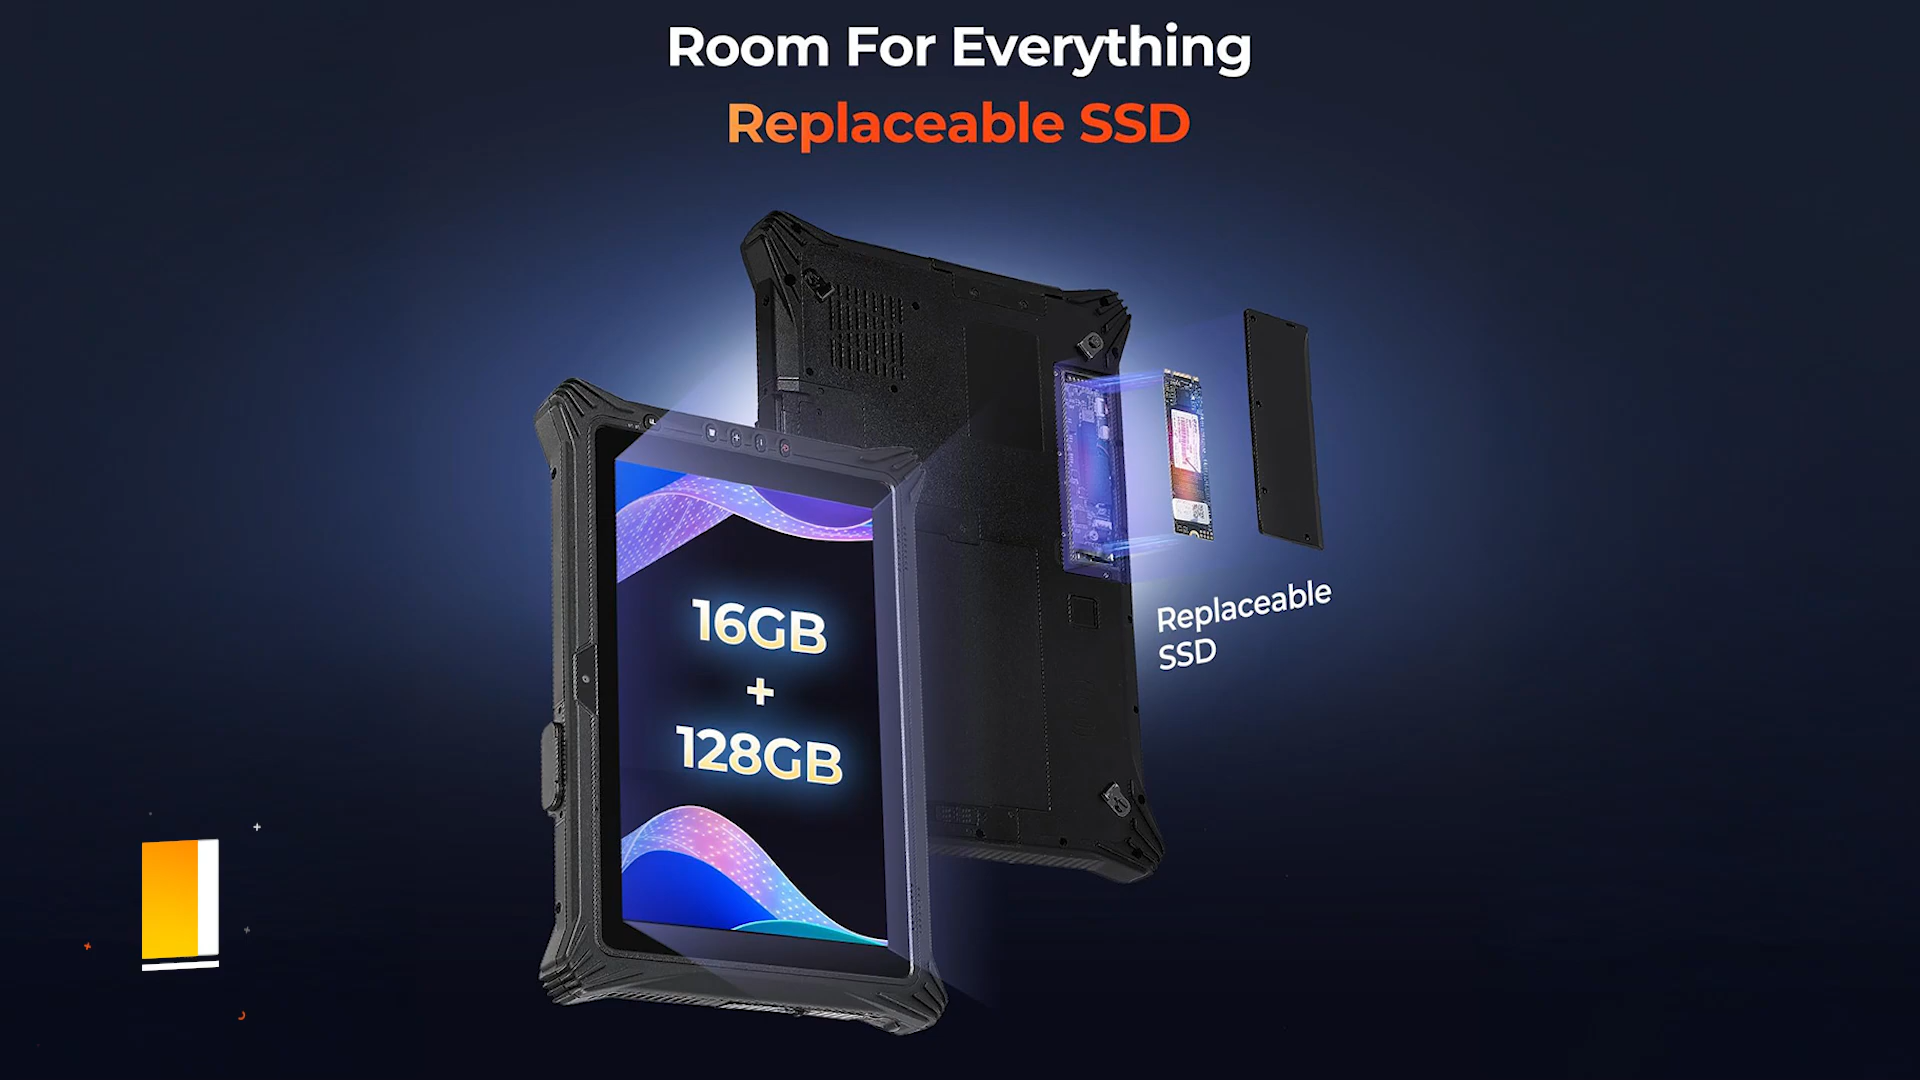 Room For Everything
Replaceable SSD
16GB
+
128GB
Replaceable
SSD